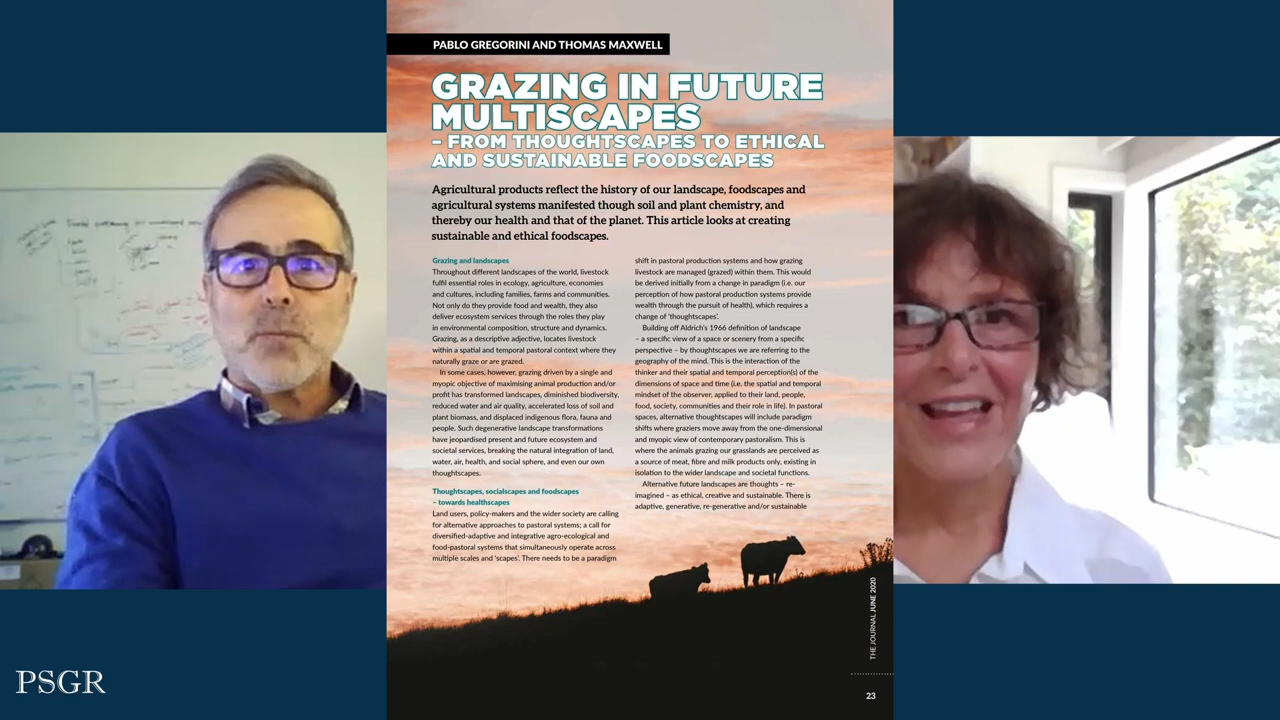 PABLO GREGORINI AND THOMAS MAXWELL
GRAZING IN FUTURE
MULTISCAPES
– FROM THOUGHTSCAPES TO ETHICAL
AND SUSTAINABLE FOODSCAPES
Agricultural products reflect the history of our landscape, foodscapes and
agricultural systems manifested though soil and plant chemistry, and
thereby our health and that of the planet. This article looks at creating
sustainable and ethical foodscapes.
Grazing and landscapes
Throughout different landscapes of the world, livestock
fulfil essential roles in ecology, agriculture, economies
and cultures, including families, farms and communities.
Not only do they provide food and wealth, they also
deliver ecosystem services through the roles they play
in environmental composition, structure and dynamics.
Grazing, as a descriptive adjective, locates livestock
within a spatial and temporal pastoral context where they
naturally graze or are grazed.
In some cases, however, grazing driven by a single and
myopic objective of maximising animal production and/or
profit has transformed landscapes, diminished biodiversity,
reduced water and air quality, accelerated loss of soil and
plant biomass, and displaced indigenous flora, fauna and
people. Such degenerative landscape transformations
have jeopardised present and future ecosystem and
societal services, breaking the natural integration of land,
water, air, health, and social sphere, and even our own
thoughtscapes.
Thoughtscapes, socialscapes and foodscapes
– towards healthscapes
Land users, policy-makers and the wider society are calling
for alternative approaches to pastoral systems; a call for
diversified-adaptive and integrative agro-ecological and
food-pastoral systems that simultaneously operate across
multiple scales and 'scapes'. There needs to be a paradigm
shift in pastoral production systems and how grazing
livestock are managed (grazed) within them. This would
be derived initially from a change in paradigm (i.e. our
perception of how pastoral production systems provide
wealth through the pursuit of health), which requires a
change of 'thoughtscapes'.
Building off Aldrich's 1966 definition of landscape
– a specific view of a space or scenery from a specific
perspective – by thoughtscapes we are referring to the
geography of the mind. This is the interaction of the
thinker and their spatial and temporal perception(s) of the
dimensions of space and time (i.e. the spatial and temporal
mindset of the observer, applied to their land, people,
food, society, communities and their role in life). In pastoral
spaces, alternative thoughtscapes will include paradigm
shifts where graziers move away from the one-dimensional
and myopic view of contemporary pastoralism. This is
where the animals grazing our grasslands are perceived as
a source of meat, fibre and milk products only, existing in
isolation to the wider landscape and societal functions.
Alternative future landscapes are thoughts – re-
imagined – as ethical, creative and sustainable. There is
adaptive, generative, re-generative and/or sustainable
THE JOURNAL JUNE 2020
23
PSGR